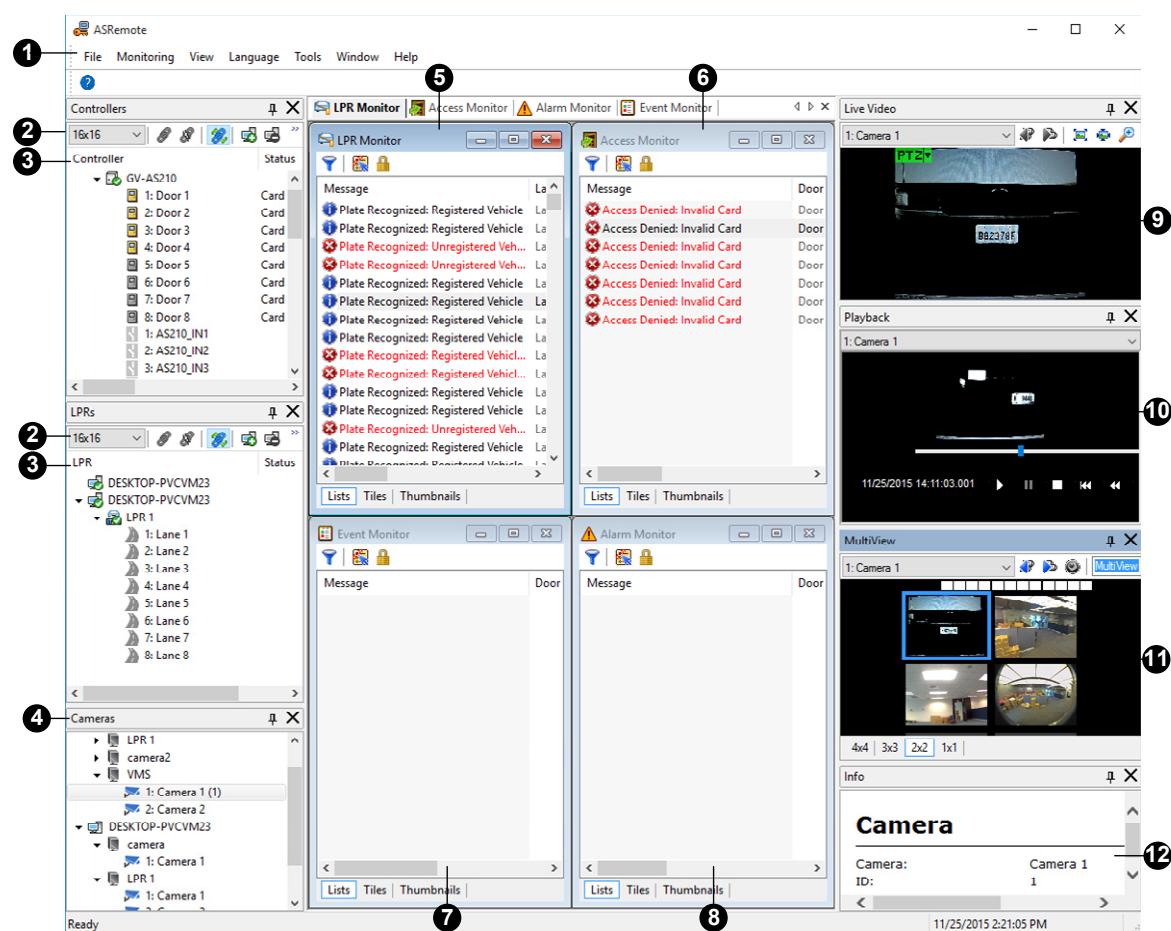 ASRemote
1
File Monitoring View Language Tools Window Help
5
6
Controllers
LPR Monitor Access Monitor Alarm Monitor Event Monitor
Live Video
2
16x16
LPR Monitor
Access Monitor
1: Camera 1
3
Controller Status
PTZ
GV-AS210
1: Door 1 Card
2: Door 2 Card
3: Door 3 Card
4: Door 4 Card
5: Door 5 Card
6: Door 6 Card
7: Door 7 Card
8: Door 8 Card
1: AS210_IN1
2: AS210_IN2
3: AS210_IN3
Message La
Plate Recognized: Registered Vehicle La
Plate Recognized: Registered Vehicle La
Plate Recognized: Unregistered Veh... La
Plate Recognized: Unregistered Veh... La
Plate Recognized: Registered Vehicle La
Plate Recognized: Registered Vehicle La
Plate Recognized: Registered Vehicle La
Plate Recognized: Registered Vehicl... La
Plate Recognized: Registered Vehicl... La
Plate Recognized: Registered Vehicle La
Plate Recognized: Registered Vehicle La
Plate Recognized: Unregistered Veh... La
Plate Recognized: Registered Vehicle La
Plate Recognized: Registered Vehicle La
Lists Tiles Thumbnails
Message Door
Access Denied: Invalid Card Door
Access Denied: Invalid Card Door
Access Denied: Invalid Card Door
Access Denied: Invalid Card Door
Access Denied: Invalid Card Door
Access Denied: Invalid Card Door
Access Denied: Invalid Card Door
Lists Tiles Thumbnails
9
Playback
1: Camera 1
10
11/25/2015 14:11:03.001
LPRs
2
16x16
3
LPR Status
DESKTOP-PVCVM23
DESKTOP-PVCVM23
LPR 1
1: Lane 1
2: Lane 2
3: Lane 3
4: Lane 4
5: Lane 5
6: Lane 6
7: Lane 7
8: Lane 8
Event Monitor
Message Door
Lists Tiles Thumbnails
7
Alarm Monitor
Message Door
Lists Tiles Thumbnails
8
MultiView
1: Camera 1 MultiView
11
4x4 3x3 2x2 1x1
4
Cameras
LPR 1
camera2
VMS
1: Camera 1 (1)
2: Camera 2
DESKTOP-PVCVM23
camera
1: Camera 1
LPR 1
1: Camera 1
Info
Camera
Camera: Camera 1
ID: 1
12
Ready
11/25/2015 2:21:05 PM